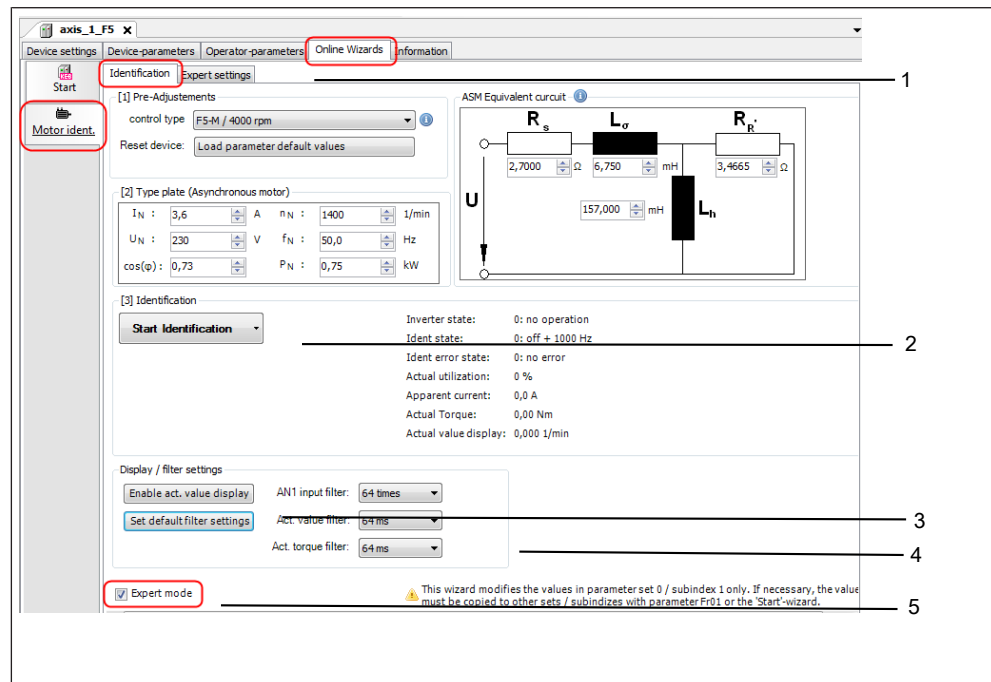 axis_1_F5 X
Device settings Device-parameters Operator-parameters Online Wizards Information
Start
Motor ident.
Identification Expert settings
1
[1] Pre-Adjustements
control type F5-M / 4000 rpm
Reset device: Load parameter default values
ASM Equivalent curcuit
Rs Lσ RR'
2,7000 Ω 6,750 mH 3,4665 Ω
U
157,000 mH Lh
[2] Type plate (Asynchronous motor)
IN : 3,6 A nN : 1400 1/min
UN : 230 V fN : 50,0 Hz
cos(φ): 0,73 PN : 0,75 kW
[3] Identification
Start Identification
Inverter state: 0: no operation
Ident state: 0: off + 1000 Hz
2
Ident error state: 0: no error
Actual utilization: 0 %
Apparent current: 0,0 A
Actual Torque: 0,00 Nm
Actual value display: 0,000 1/min
Display / filter settings
Enable act. value display AN1 input filter: 64 times
Set default filter settings Act. value filter: 64 ms
3
Act. torque filter: 64 ms
4
Expert mode
This wizard modifies the values in parameter set 0 / subindex 1 only. If necessary, the value
must be copied to other sets / subindizes with parameter Fr01 or the 'Start'-wizard.
5